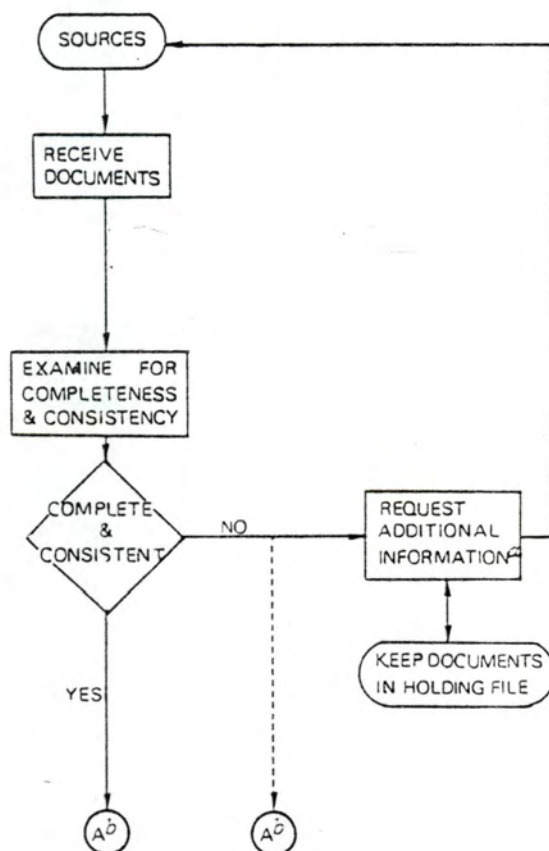 SOURCES
RECEIVE
DOCUMENTS
EXAMINE FOR
COMPLETENESS
& CONSISTENCY
COMPLETE
&
CONSISTENT
NO
REQUEST
ADDITIONAL
INFORMATION a
KEEP DOCUMENTS
IN HOLDING FILE
YES
A b
A b